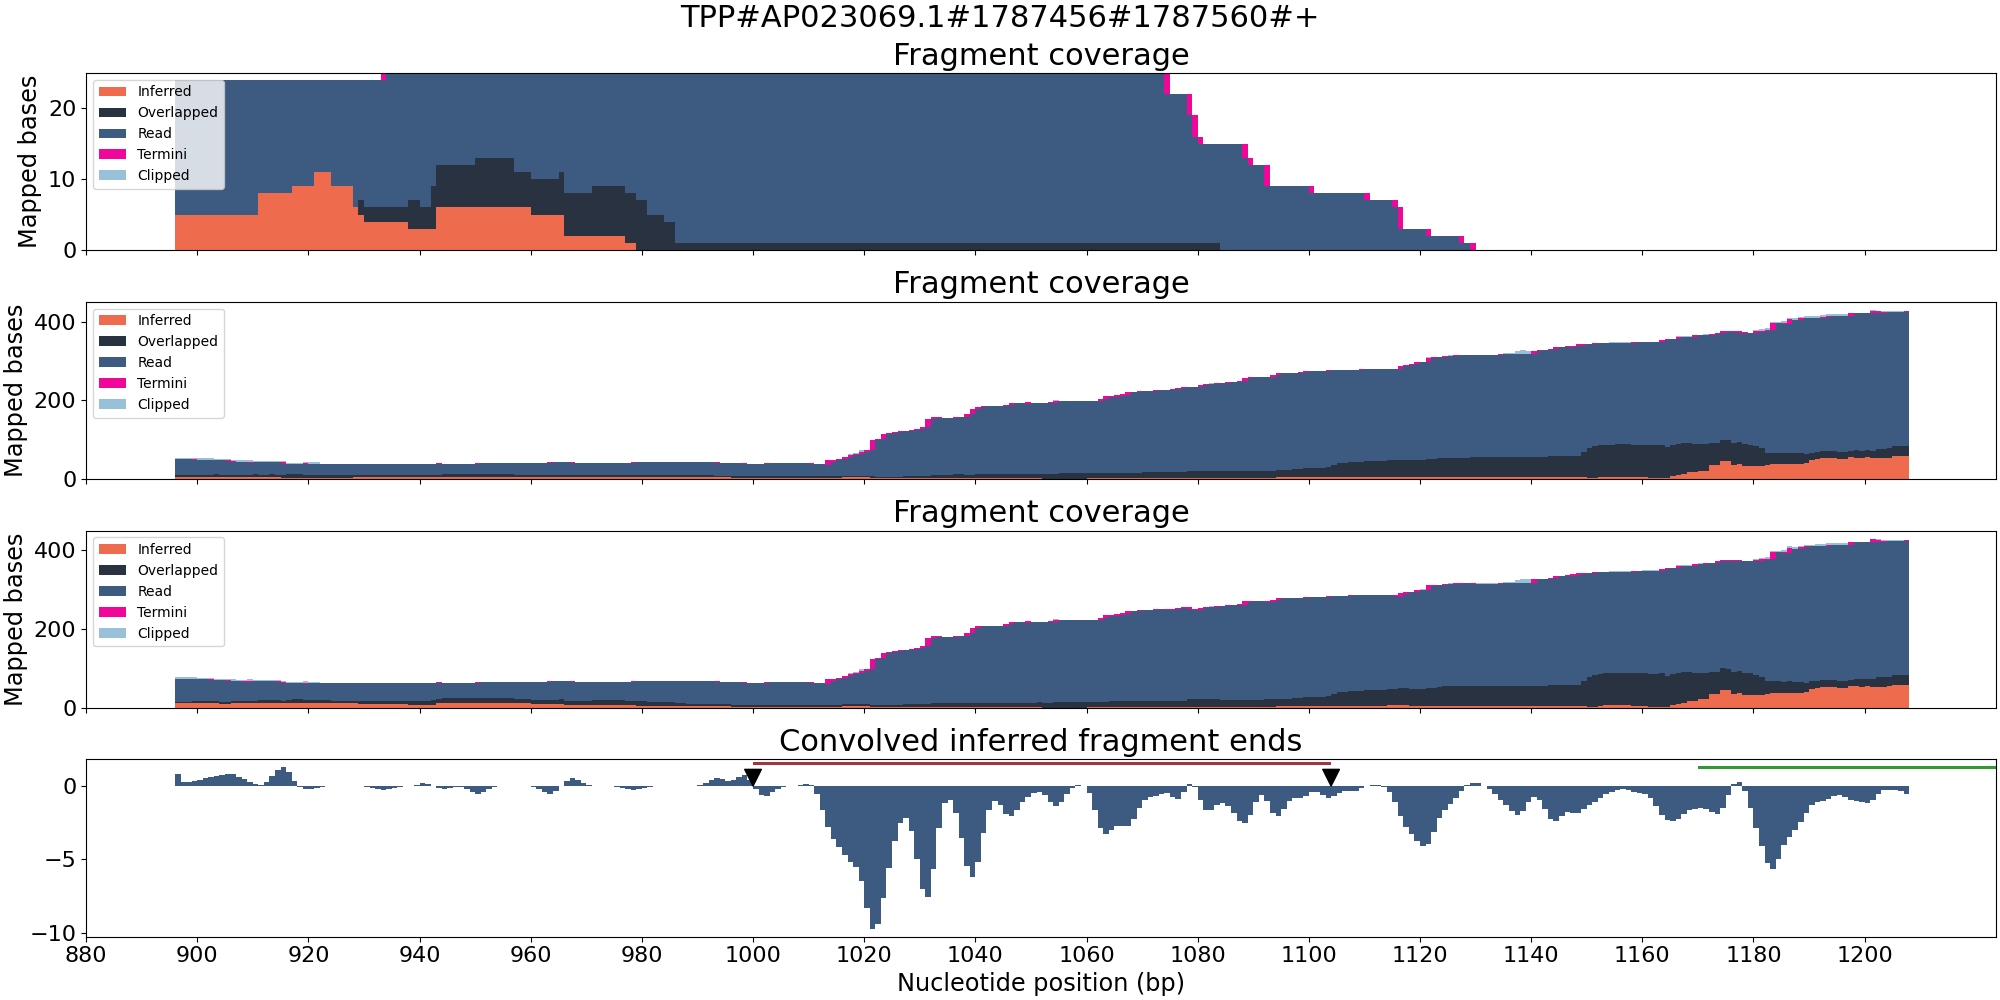 TPP#AP023069.1#1787456#1787560#+
Fragment coverage
Mapped bases
20
10
0
Inferred
Overlapped
Read
Termini
Clipped
Fragment coverage
Mapped bases
400
200
0
Inferred
Overlapped
Read
Termini
Clipped
Fragment coverage
Mapped bases
400
200
0
Inferred
Overlapped
Read
Termini
Clipped
Convolved inferred fragment ends
0
−5
−10
880 900 920 940 960 980 1000 1020 1040 1060 1080 1100 1120 1140 1160 1180 1200
Nucleotide position (bp)